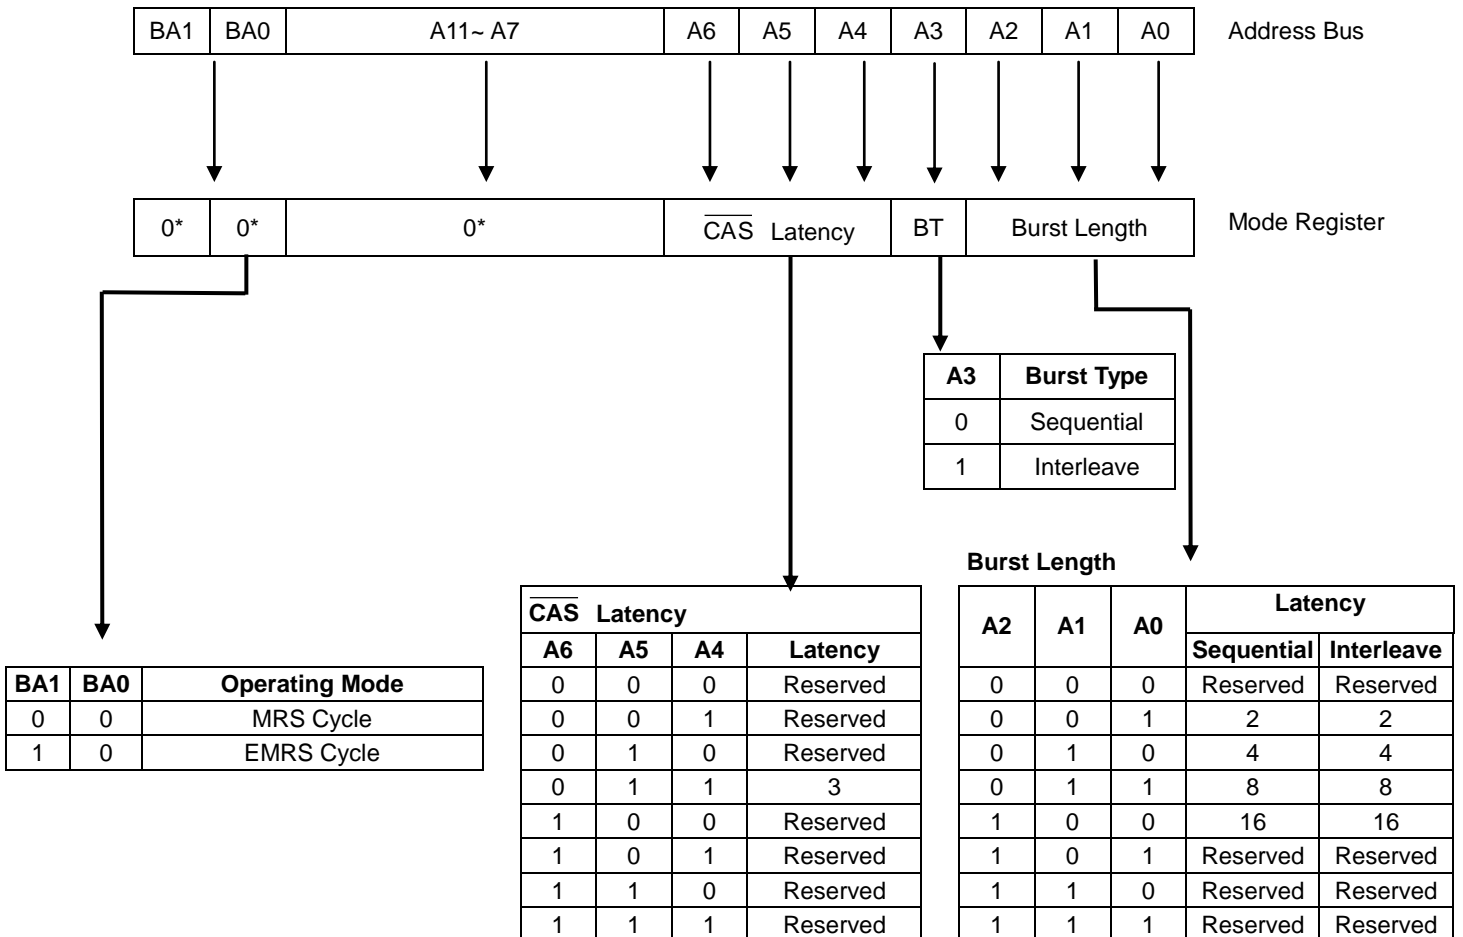 BA1 BA0 A11~ A7 A6 A5 A4 A3 A2 A1 A0 Address Bus
0* 0* 0* CAS Latency BT Burst Length Mode Register
A3 Burst Type
0 Sequential
1 Interleave
BA1 BA0 Operating Mode
0 0 MRS Cycle
1 0 EMRS Cycle
CAS Latency
A6 A5 A4 Latency
0 0 0 Reserved
0 0 1 Reserved
0 1 0 Reserved
0 1 1 3
1 0 0 Reserved
1 0 1 Reserved
1 1 0 Reserved
1 1 1 Reserved
Burst Length
A2 A1 A0 Latency
Sequential Interleave
0 0 0 Reserved Reserved
0 0 1 2 2
0 1 0 4 4
0 1 1 8 8
1 0 0 16 16
1 0 1 Reserved Reserved
1 1 0 Reserved Reserved
1 1 1 Reserved Reserved